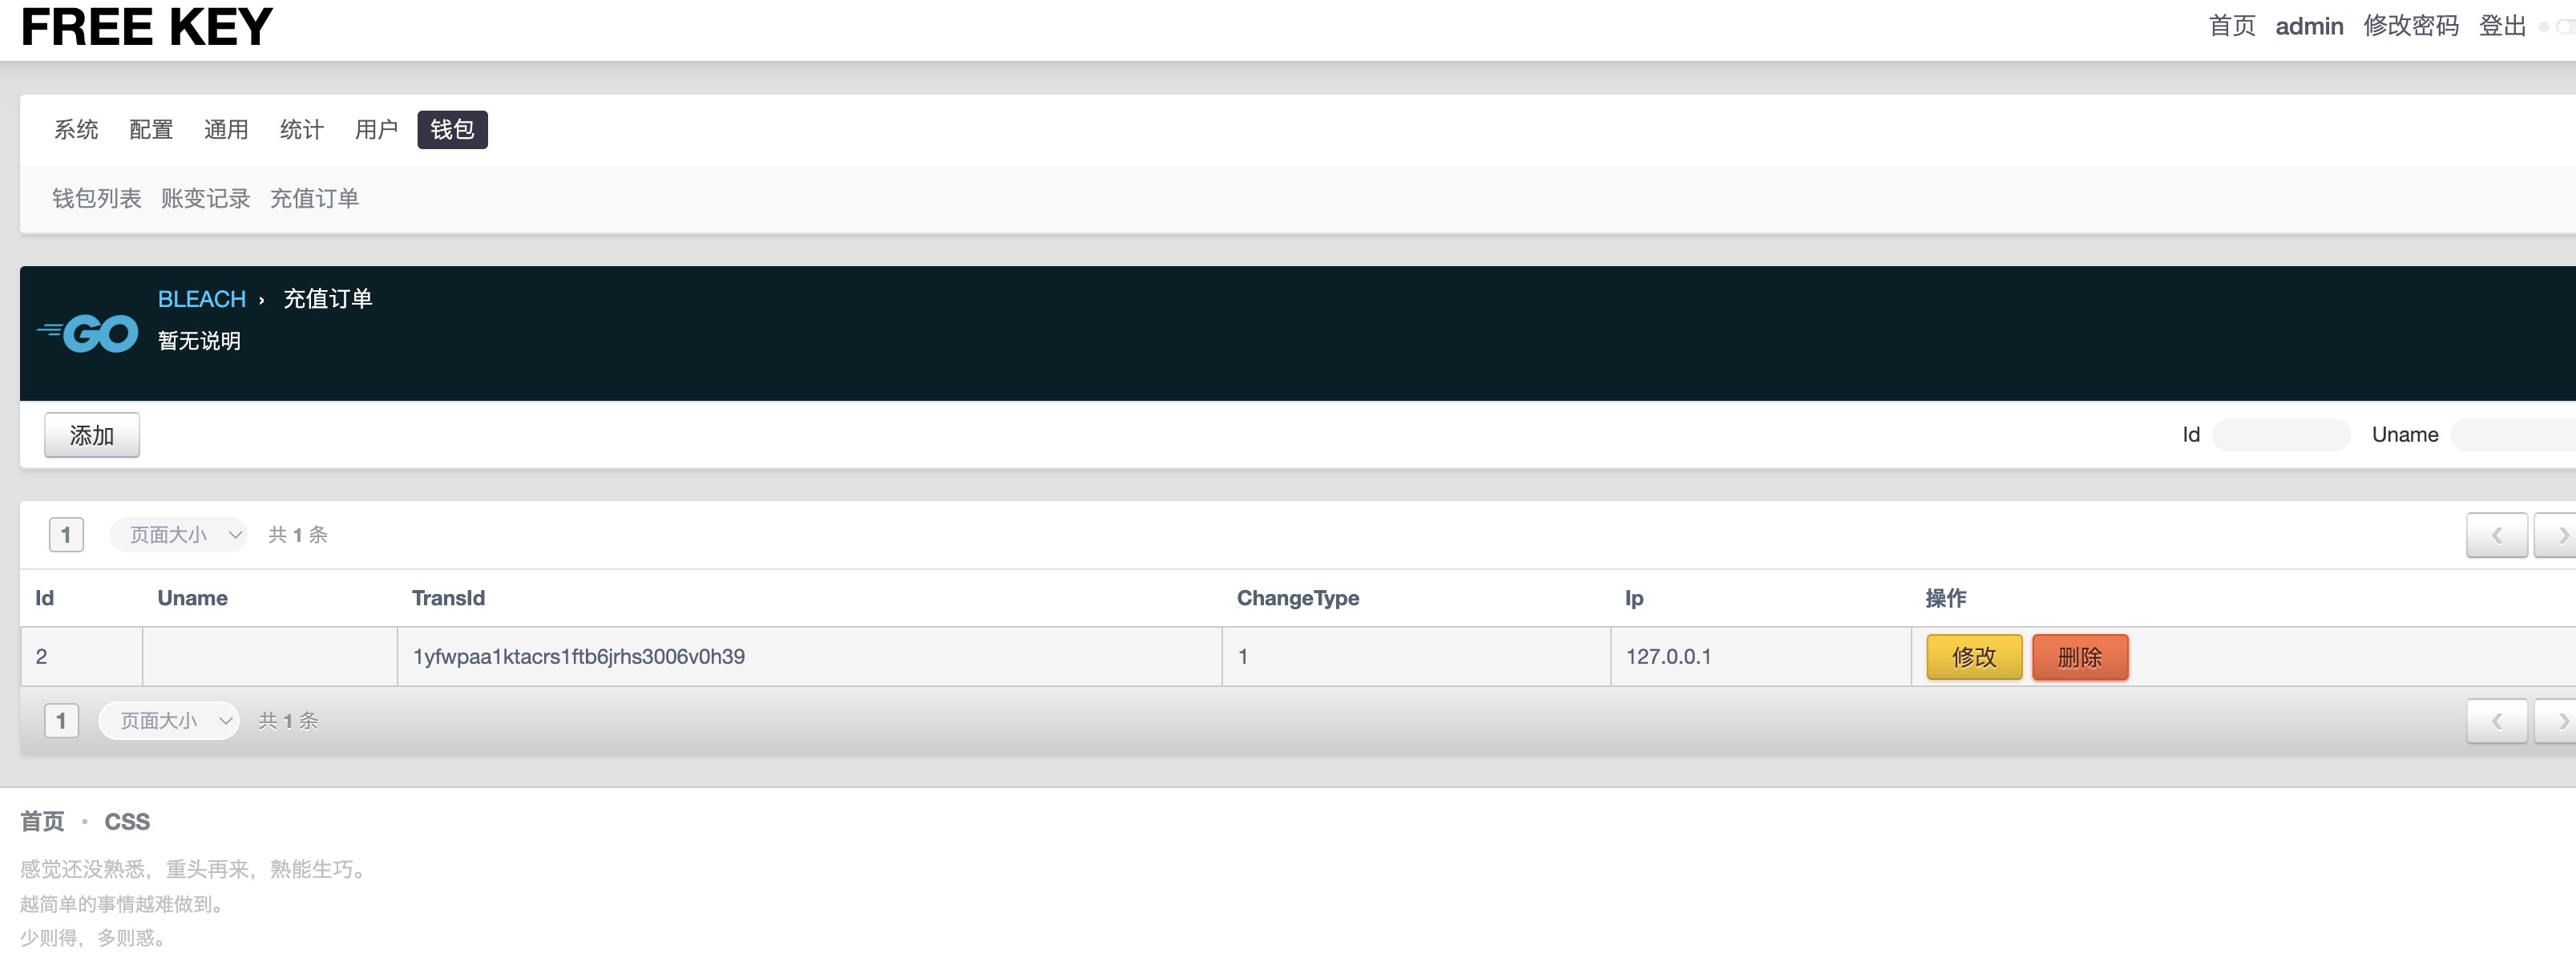 FREE KEY
首页 admin 修改密码 登出
系统 配置 通用 统计 用户 钱包
钱包列表 账变记录 充值订单
GO
BLEACH › 充值订单
暂无说明
添加 Id Uname
1 页面大小 共 1 条 ‹ ›
Id Uname TransId ChangeType Ip 操作
2 1yfwpaa1ktacrs1ftb6jrhs3006v0h39 1 127.0.0.1 修改 删除
1 页面大小 共 1 条 ‹ ›
首页 • CSS
感觉还没熟悉，重头再来，熟能生巧。
越简单的事情越难做到。
少则得，多则惑。